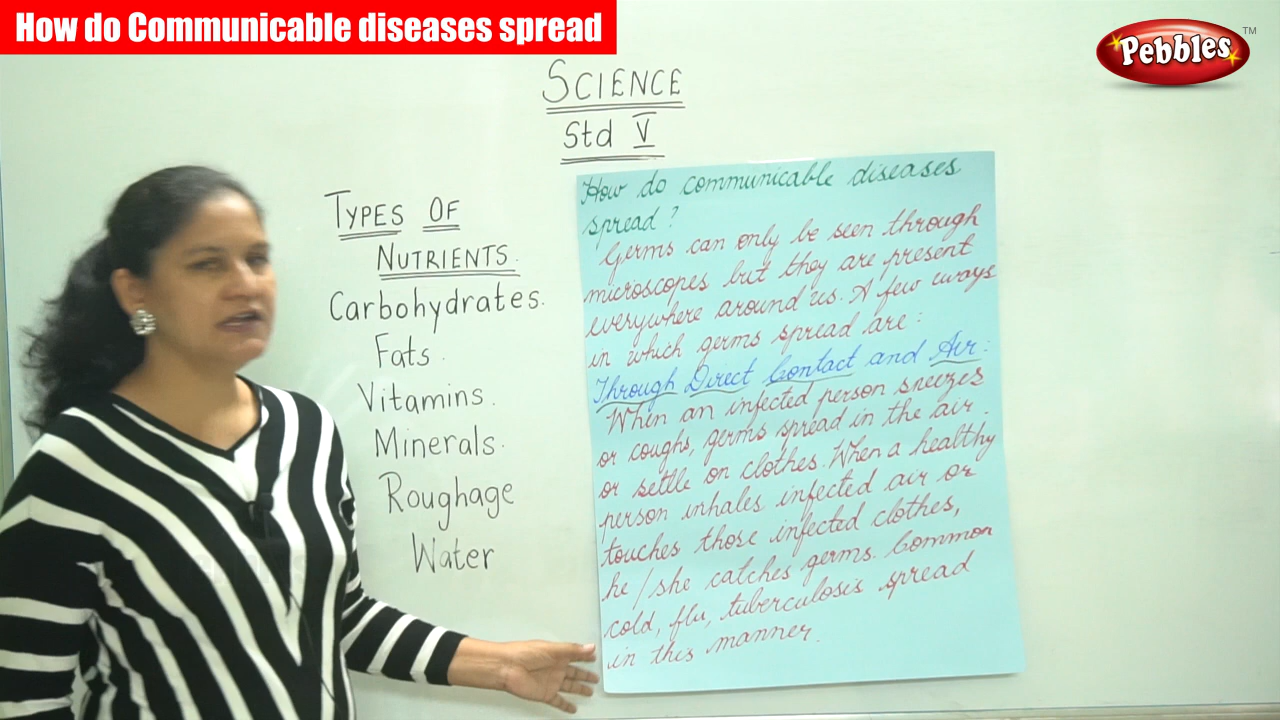 How do Communicable diseases spread
Pebbles TM
SCIENCE
Std V
TYPES OF
NUTRIENTS.
Carbohydrates.
Fats.
Vitamins.
Minerals.
Roughage
Water
How do communicable diseases
spread?
Germs can only be seen through
microscopes but they are present
everywhere around us. A few ways
in which germs spread are:
Through Direct Contact and Air:
When an infected person sneezes
or coughs, germs spread in the air
or settle on clothes. When a healthy
person inhales infected air or
touches those infected clothes,
he/she catches germs. Common
cold, flu, tuberculosis spread
in this manner.